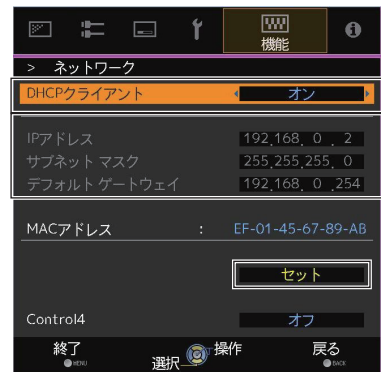 機能
> ネットワーク
DHCPクライアント オン
IPアドレス 192.168. 0 . 2
サブネット マスク 255.255.255. 0
デフォルト ゲートウェイ 192.168. 0 .254
MACアドレス : EF-01-45-67-89-AB
セット
Control4 オフ
終了 選択 操作 戻る
MENU BACK